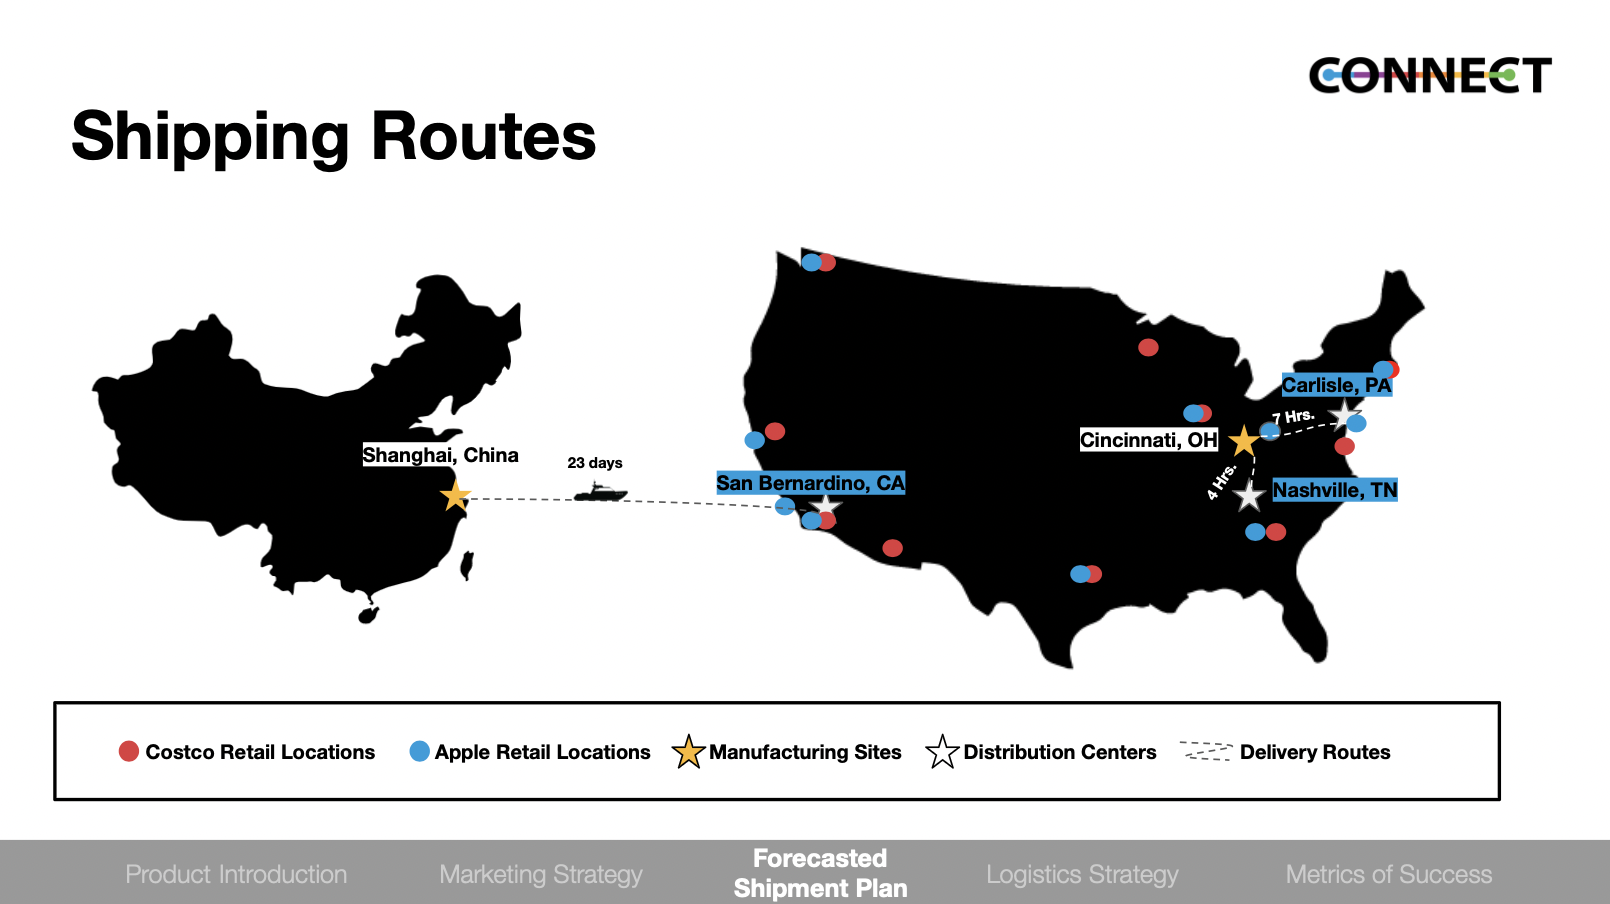 CONNECT
Shipping Routes
Carlisle, PA
7 Hrs.
Cincinnati, OH
Shanghai, China
23 days
San Bernardino, CA
4 Hrs.
Nashville, TN
Costco Retail Locations
Apple Retail Locations
Manufacturing Sites
Distribution Centers
Delivery Routes
Product Introduction
Marketing Strategy
Forecasted
Shipment Plan
Logistics Strategy
Metrics of Success